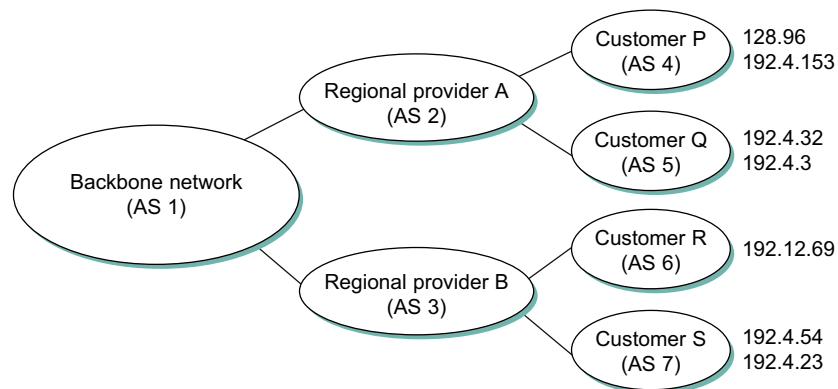 Customer P
(AS 4)
128.96
192.4.153
Regional provider A
(AS 2)
Customer Q
(AS 5)
192.4.32
192.4.3
Backbone network
(AS 1)
Customer R
(AS 6)
192.12.69
Regional provider B
(AS 3)
Customer S
(AS 7)
192.4.54
192.4.23